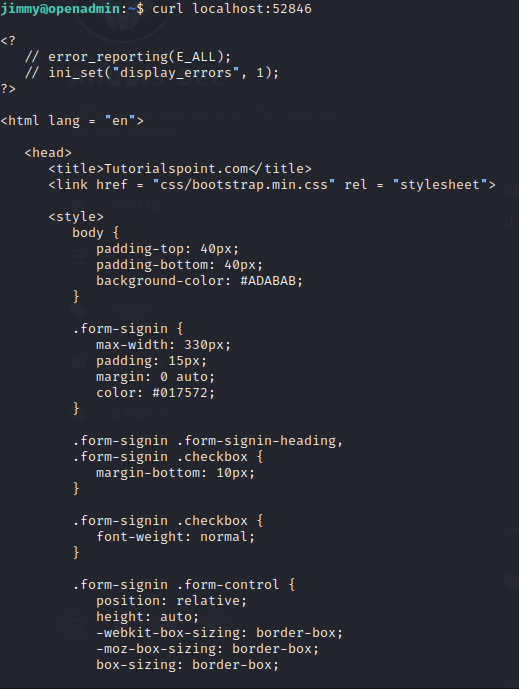 jimmy@openadmin:~$ curl localhost:52846
<?
// error_reporting(E_ALL);
// ini_set("display_errors", 1);
?>
<html lang = "en">
<head>
<title>Tutorialspoint.com</title>
<link href = "css/bootstrap.min.css" rel = "stylesheet">
<style>
body {
padding-top: 40px;
padding-bottom: 40px;
background-color: #ADABAB;
}
.form-signin {
max-width: 330px;
padding: 15px;
margin: 0 auto;
color: #017572;
}
.form-signin .form-signin-heading,
.form-signin .checkbox {
margin-bottom: 10px;
}
.form-signin .checkbox {
font-weight: normal;
}
.form-signin .form-control {
position: relative;
height: auto;
-webkit-box-sizing: border-box;
-moz-box-sizing: border-box;
box-sizing: border-box;